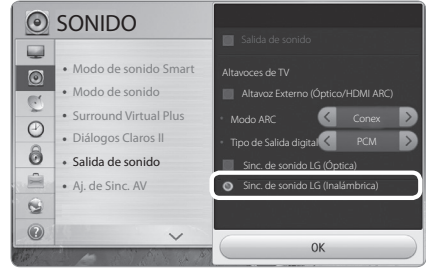 SONIDO
• Modo de sonido Smart
• Modo de sonido
• Surround Virtual Plus
• Diálogos Claros II
• Salida de sonido
• Aj. de Sinc. AV
Salida de sonido
Altavoces de TV
Altavoz Externo (Óptico/HDMI ARC)
• Modo ARC < Conex >
• Tipo de Salida digital < PCM >
Sinc. de sonido LG (Óptica)
Sinc. de sonido LG (Inalámbrica)
OK